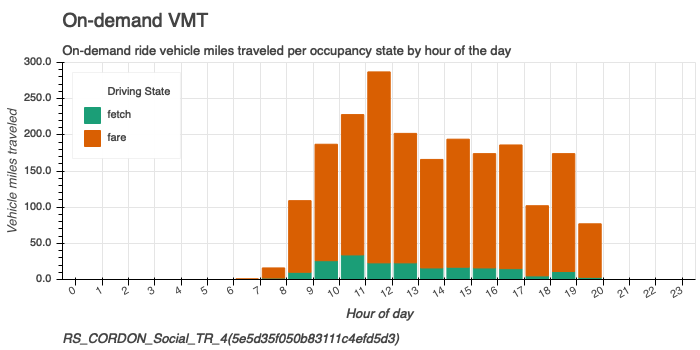 On-demand VMT
On-demand ride vehicle miles traveled per occupancy state by hour of the day
300.0
250.0
200.0
150.0
100.0
50.0
0.0
Vehicle miles traveled
Driving State
fetch
fare
0 1 2 3 4 5 6 7 8 9 10 11 12 13 14 15 16 17 18 19 20 21 22 23
Hour of day
RS_CORDON_Social_TR_4(5e5d35f050b83111c4efd5d3)